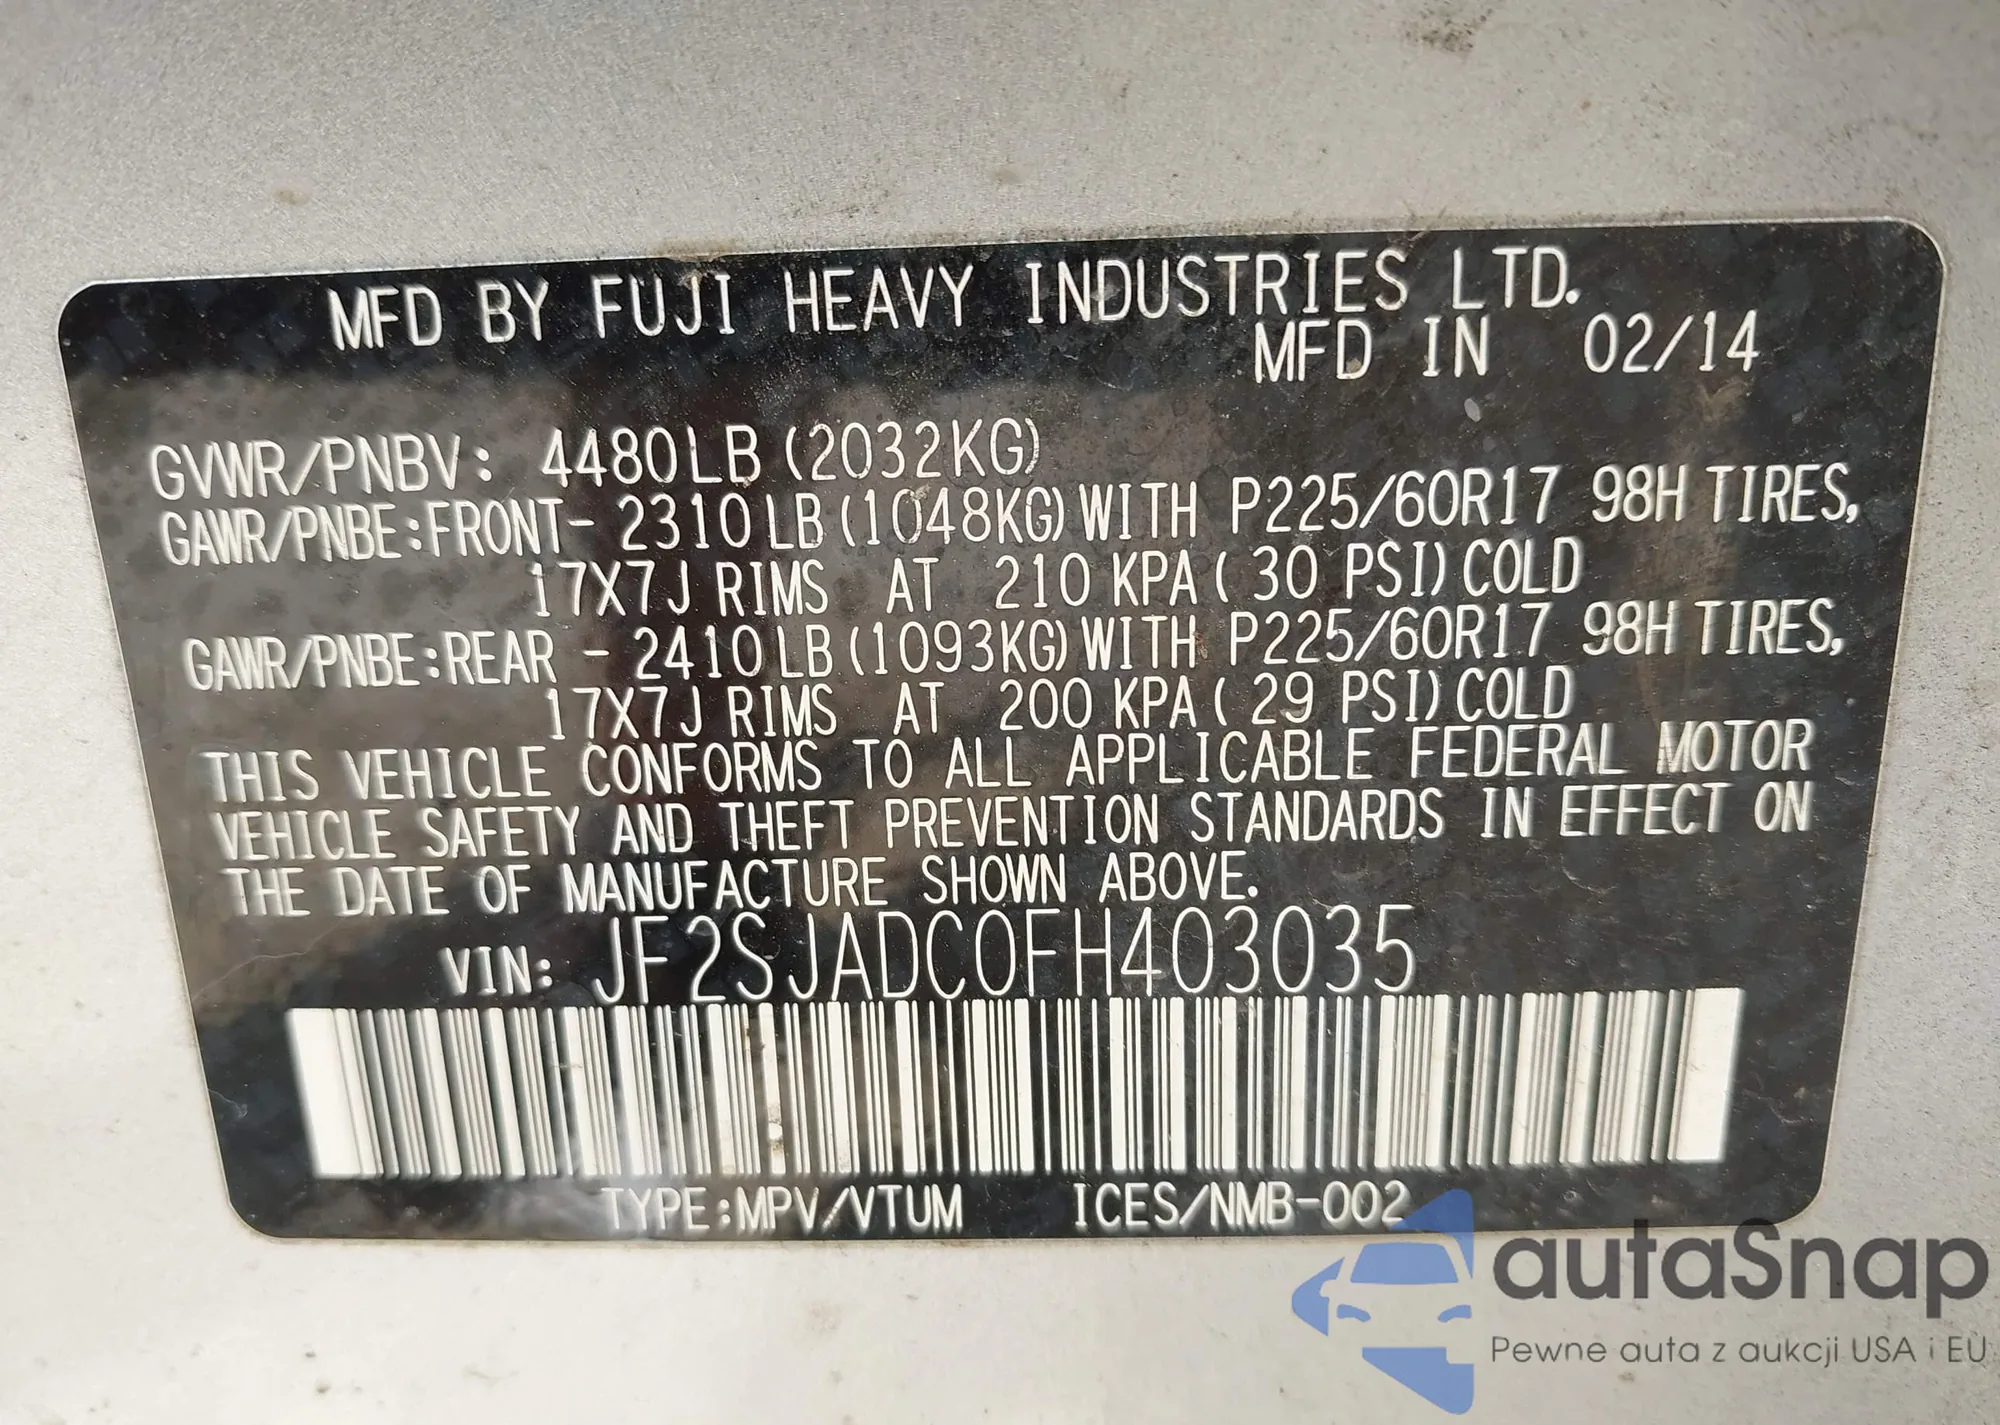 MFD BY FUJI HEAVY INDUSTRIES LTD.
MFD IN 02/14
GVWR/PNBV: 4480LB (2032KG)
GAWR/PNBE:FRONT- 2310LB(1048KG)WITH P225/60R17 98H TIRES,
17X7J RIMS AT 210 KPA( 30 PSI)COLD
GAWR/PNBE:REAR - 2410LB(1093KG)WITH P225/60R17 98H TIRES,
17X7J RIMS AT 200 KPA( 29 PSI)COLD
THIS VEHICLE CONFORMS TO ALL APPLICABLE FEDERAL MOTOR
VEHICLE SAFETY AND THEFT PREVENTION STANDARDS IN EFFECT ON
THE DATE OF MANUFACTURE SHOWN ABOVE.
VIN: JF2SJADC0FH403035
TYPE:MPV/VTUM ICES/NMB-002
autaSnap
Pewne auta z aukcji USA i EU